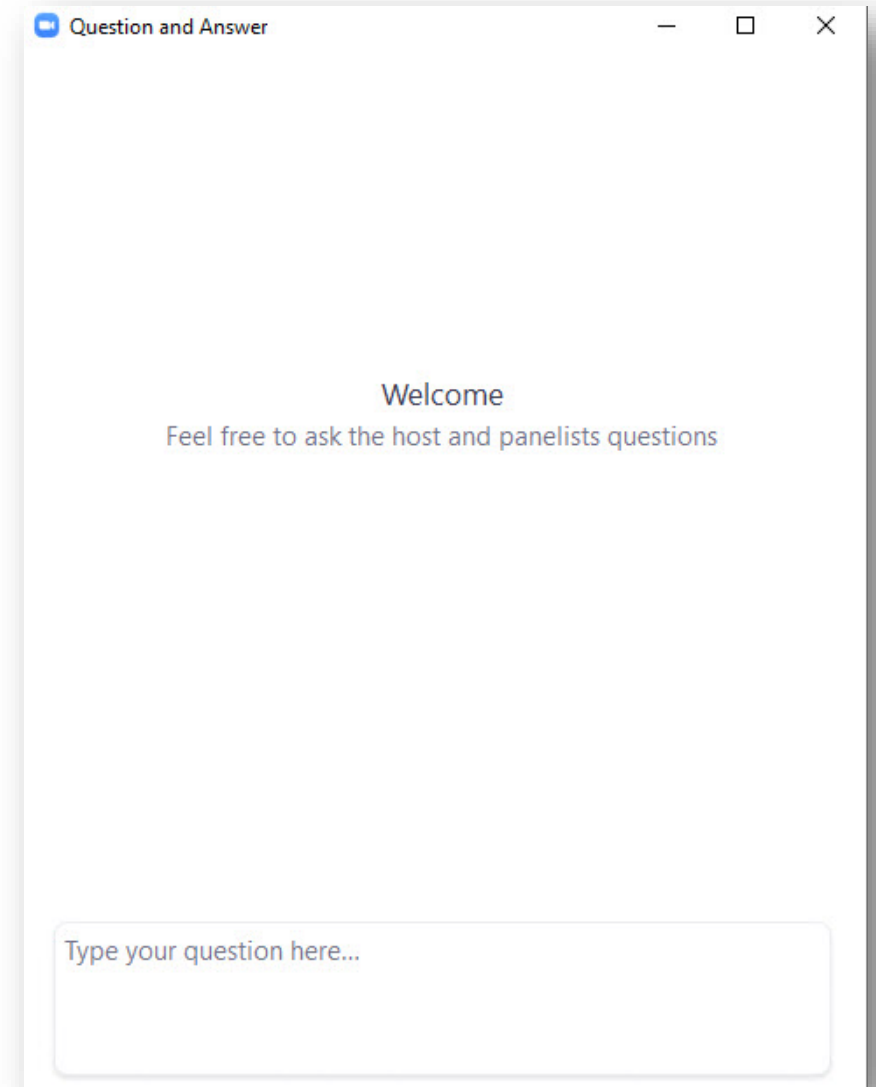 Question and Answer
Welcome
Feel free to ask the host and panelists questions
Type your question here...